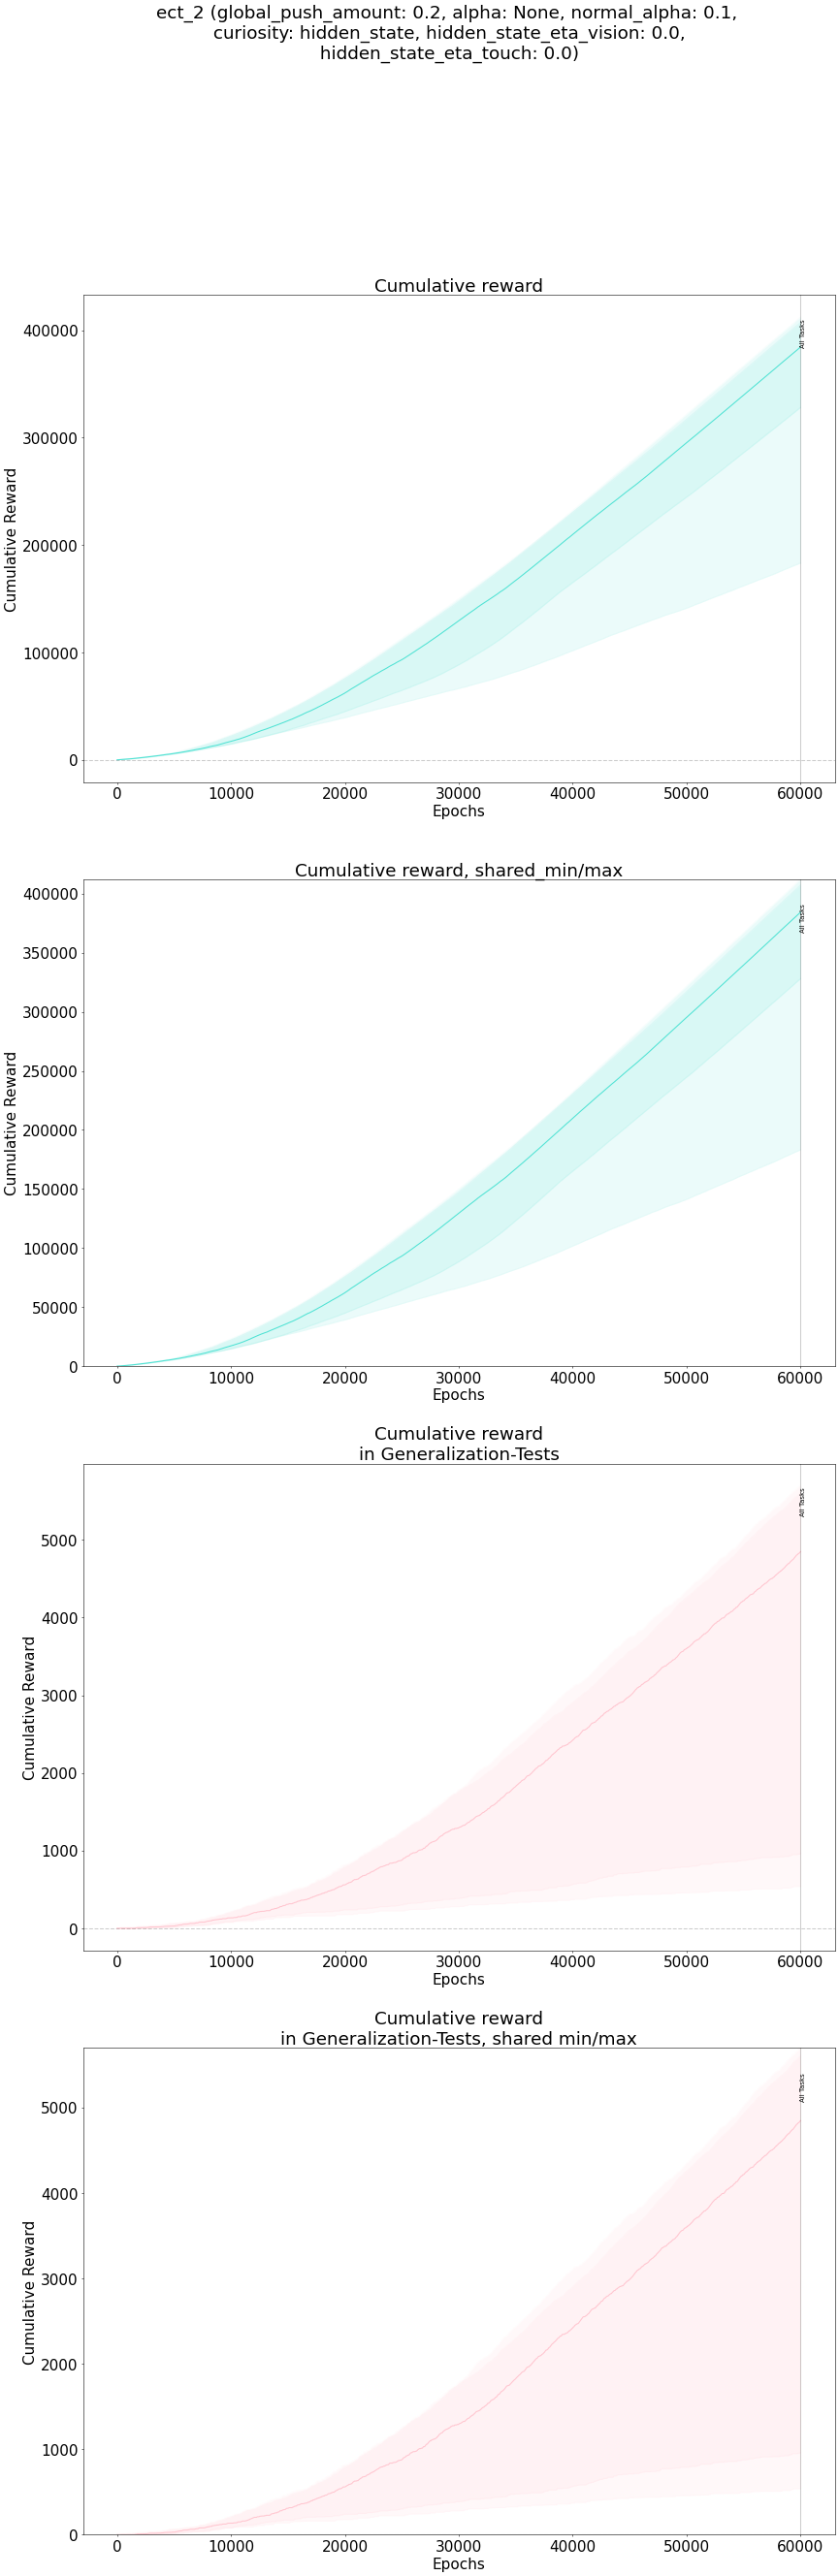 ect_2 (global_push_amount: 0.2, alpha: None, normal_alpha: 0.1,
curiosity: hidden_state, hidden_state_eta_vision: 0.0,
hidden_state_eta_touch: 0.0)
Cumulative reward
400000
300000
200000
100000
0
Cumulative Reward
All Tasks
0 10000 20000 30000 40000 50000 60000
Epochs
Cumulative reward, shared_min/max
400000
350000
300000
250000
200000
150000
100000
50000
0
Cumulative Reward
All Tasks
0 10000 20000 30000 40000 50000 60000
Epochs
Cumulative reward
in Generalization-Tests
5000
4000
3000
2000
1000
0
Cumulative Reward
All Tasks
0 10000 20000 30000 40000 50000 60000
Epochs
Cumulative reward
in Generalization-Tests, shared min/max
5000
4000
3000
2000
1000
0
Cumulative Reward
All Tasks
0 10000 20000 30000 40000 50000 60000
Epochs